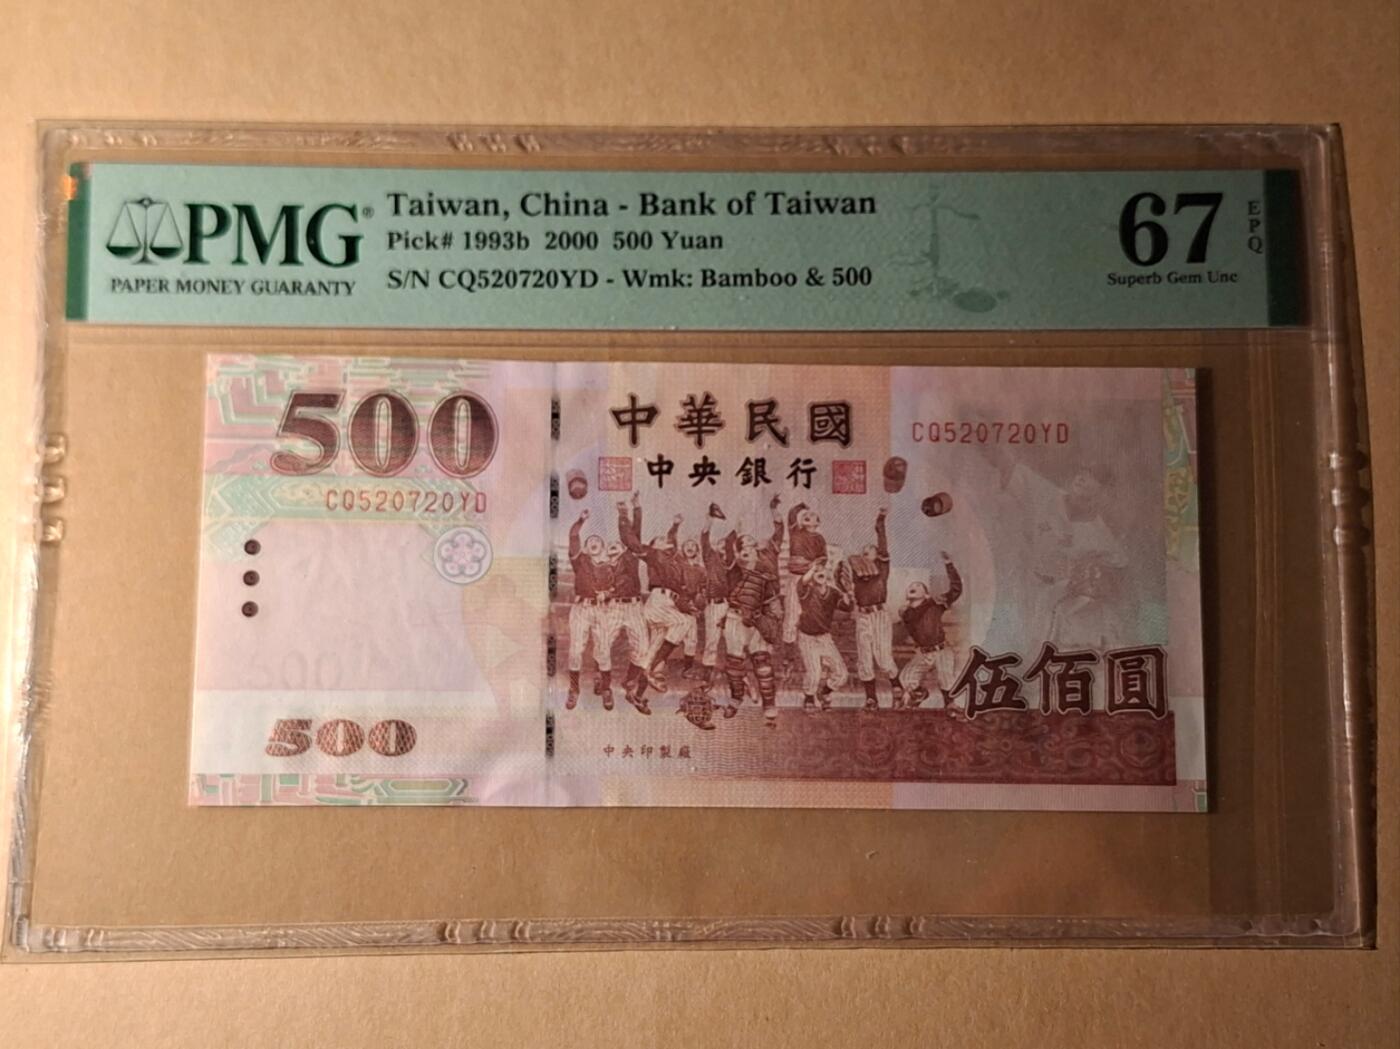 PMG®
PAPER MONEY GUARANTY
Taiwan, China - Bank of Taiwan
Pick# 1993b 2000 500 Yuan
S/N CQ520720YD - Wmk: Bamboo & 500
67
EPQ
Superb Gem Unc
500
中華民國
CQ520720YD
中央銀行
CQ520720YD
伍佰圓
500
中央印製廠